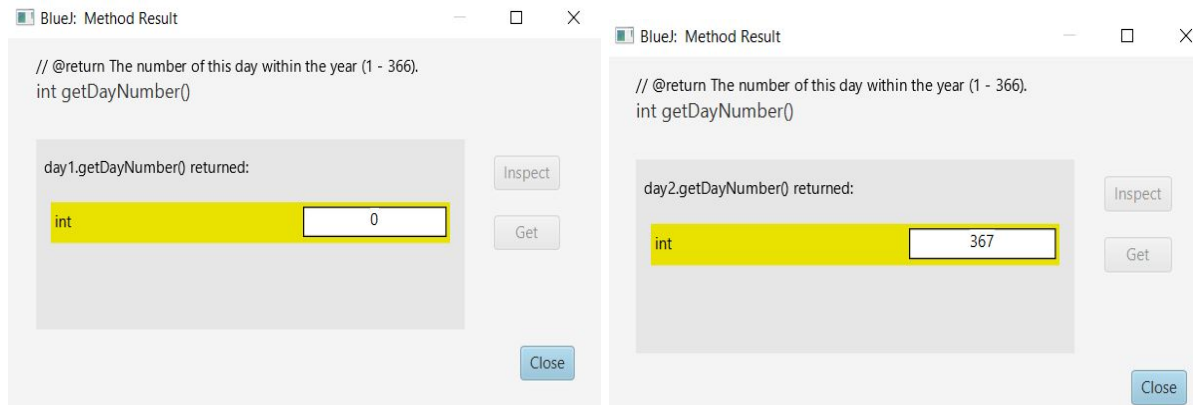 BlueJ: Method Result
// @return The number of this day within the year (1 - 366).
int getDayNumber()
day1.getDayNumber() returned:
Inspect
int
0
Get
Close
BlueJ: Method Result
// @return The number of this day within the year (1 - 366).
int getDayNumber()
day2.getDayNumber() returned:
Inspect
int
367
Get
Close